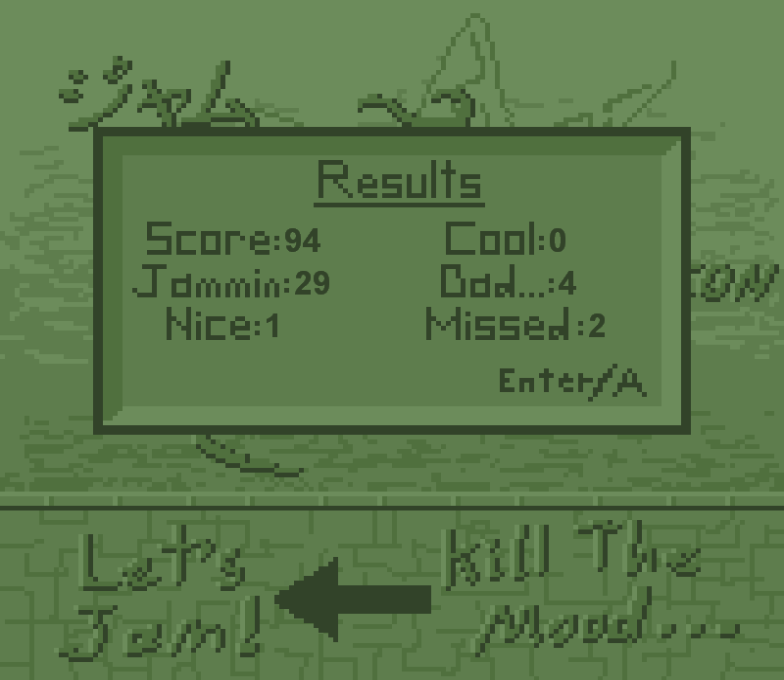 Results
Score:94 Cool:0
Jammin:29 Bad...:4
Nice:1 Missed:2
Enter/A
Let's Jam!
Kill The Mood...